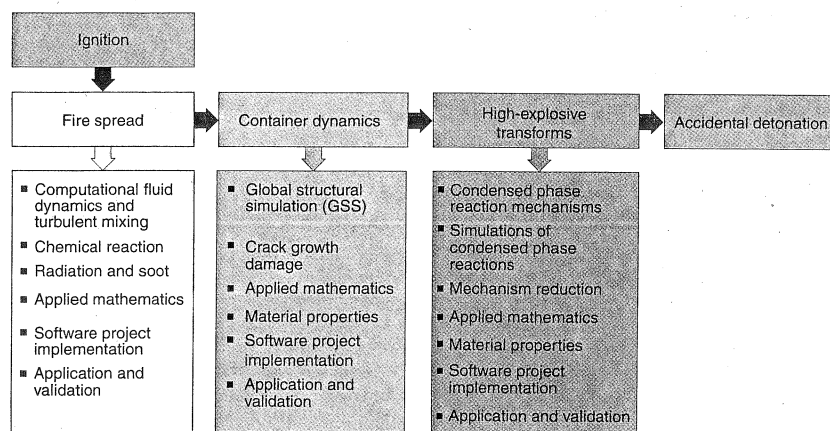 Ignition
Fire spread
Container dynamics
High-explosive
transforms
Accidental detonation
▪ Computational fluid
dynamics and
turbulent mixing
▪ Chemical reaction
▪ Radiation and soot
▪ Applied mathematics
▪ Software project
implementation
▪ Application and
validation
▪ Global structural
simulation (GSS)
▪ Crack growth
damage
▪ Applied mathematics
▪ Material properties
▪ Software project
implementation
▪ Application and
validation
▪ Condensed phase
reaction mechanisms
▪ Simulations of
condensed phase
reactions
▪ Mechanism reduction
▪ Applied mathematics
▪ Material properties
▪ Software project
implementation
▪ Application and validation